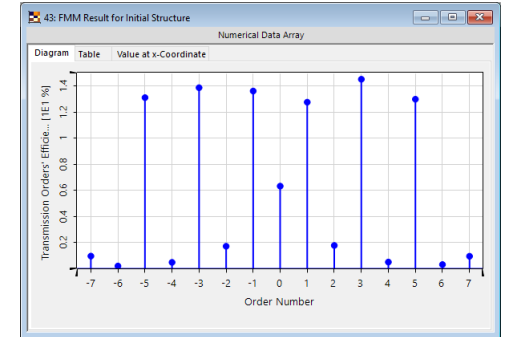 43: FMM Result for Initial Structure
Numerical Data Array
Diagram Table Value at x-Coordinate
Transmission Orders' Efficie... [1E1 %]
1.4
1.2
1
0.8
0.6
0.4
0.2
-7 -6 -5 -4 -3 -2 -1 0 1 2 3 4 5 6 7
Order Number